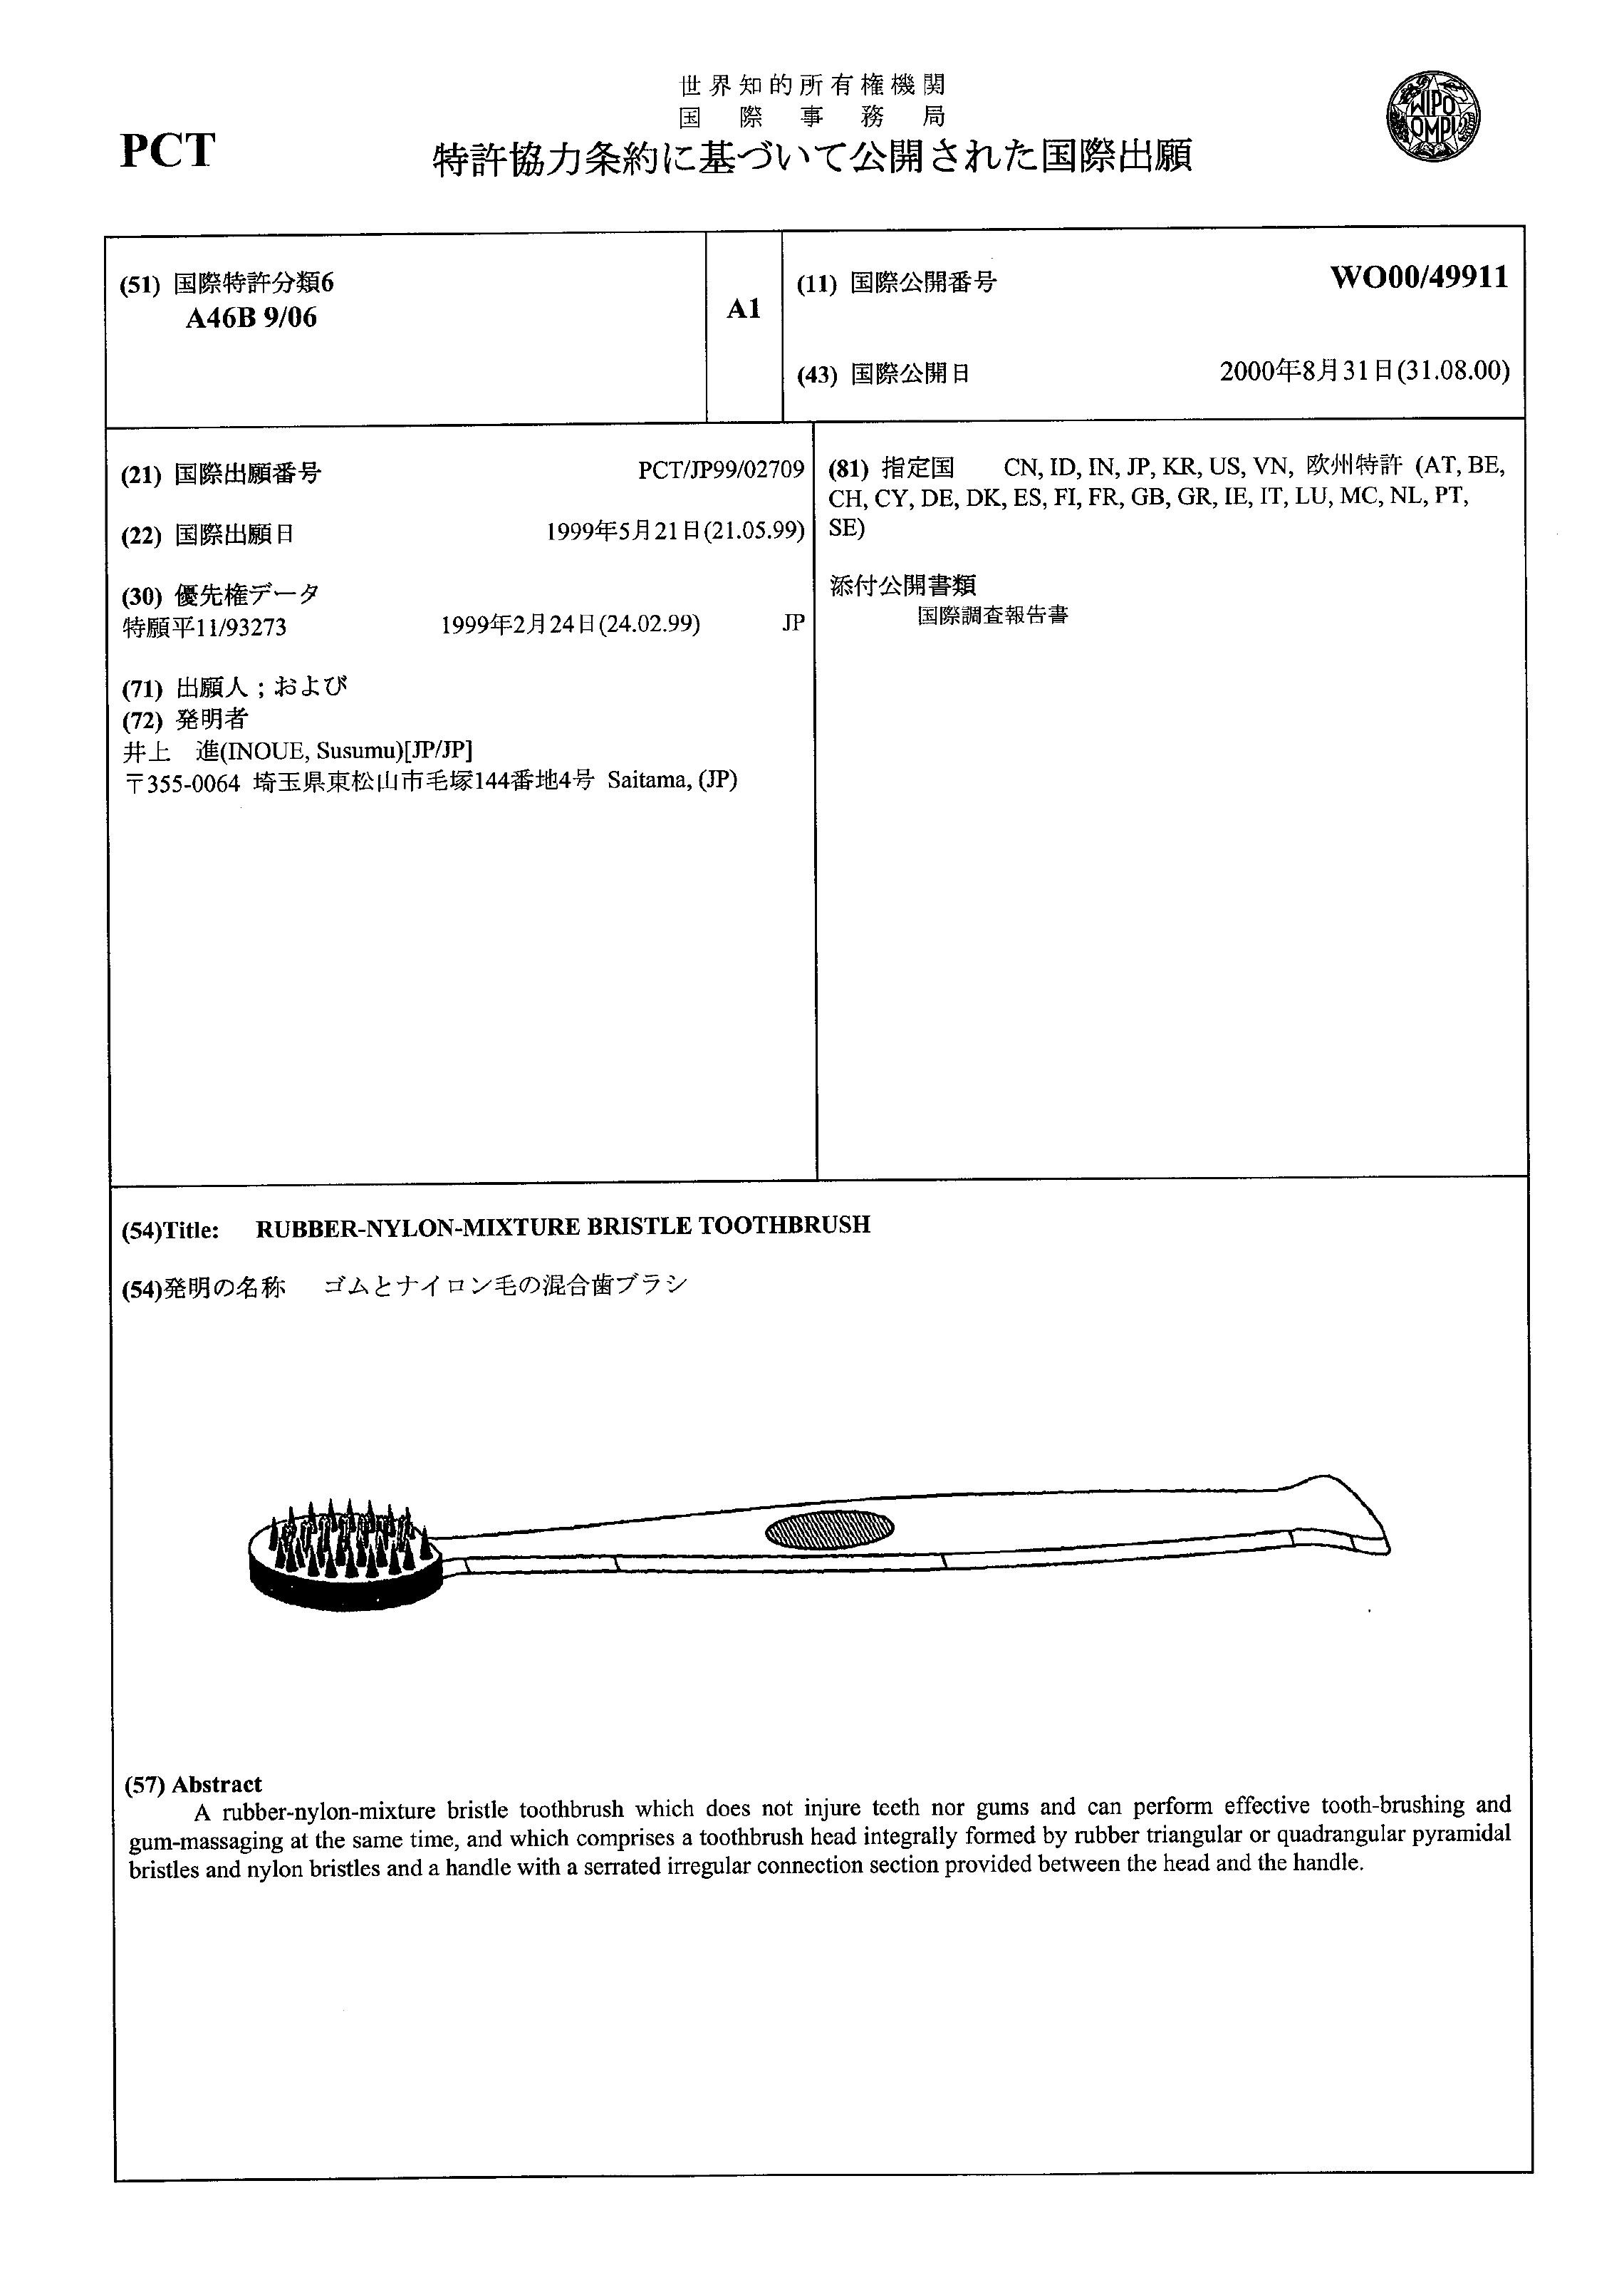 世界知的所有権機関
国際事務局
PCT
特許協力条約に基づいて公開された国際出願
WIPO
OMPI
(51) 国際特許分類6
A46B 9/06
A1
(11) 国際公開番号 WO00/49911
(43) 国際公開日 2000年8月31日(31.08.00)
(21) 国際出願番号 PCT/JP99/02709
(22) 国際出願日 1999年5月21日(21.05.99)
(30) 優先権データ
特願平11/93273 1999年2月24日(24.02.99) JP
(71) 出願人 ; および
(72) 発明者
井上 進(INOUE, Susumu)[JP/JP]
〒355-0064 埼玉県東松山市毛塚144番地4号 Saitama, (JP)
(81) 指定国 CN, ID, IN, JP, KR, US, VN, 欧州特許 (AT, BE,
CH, CY, DE, DK, ES, FI, FR, GB, GR, IE, IT, LU, MC, NL, PT,
SE)
添付公開書類
国際調査報告書
(54)Title: RUBBER-NYLON-MIXTURE BRISTLE TOOTHBRUSH
(54)発明の名称 ゴムとナイロン毛の混合歯ブラシ
(57) Abstract
A rubber-nylon-mixture bristle toothbrush which does not injure teeth nor gums and can perform effective tooth-brushing and
gum-massaging at the same time, and which comprises a toothbrush head integrally formed by rubber triangular or quadrangular pyramidal
bristles and nylon bristles and a handle with a serrated irregular connection section provided between the head and the handle.